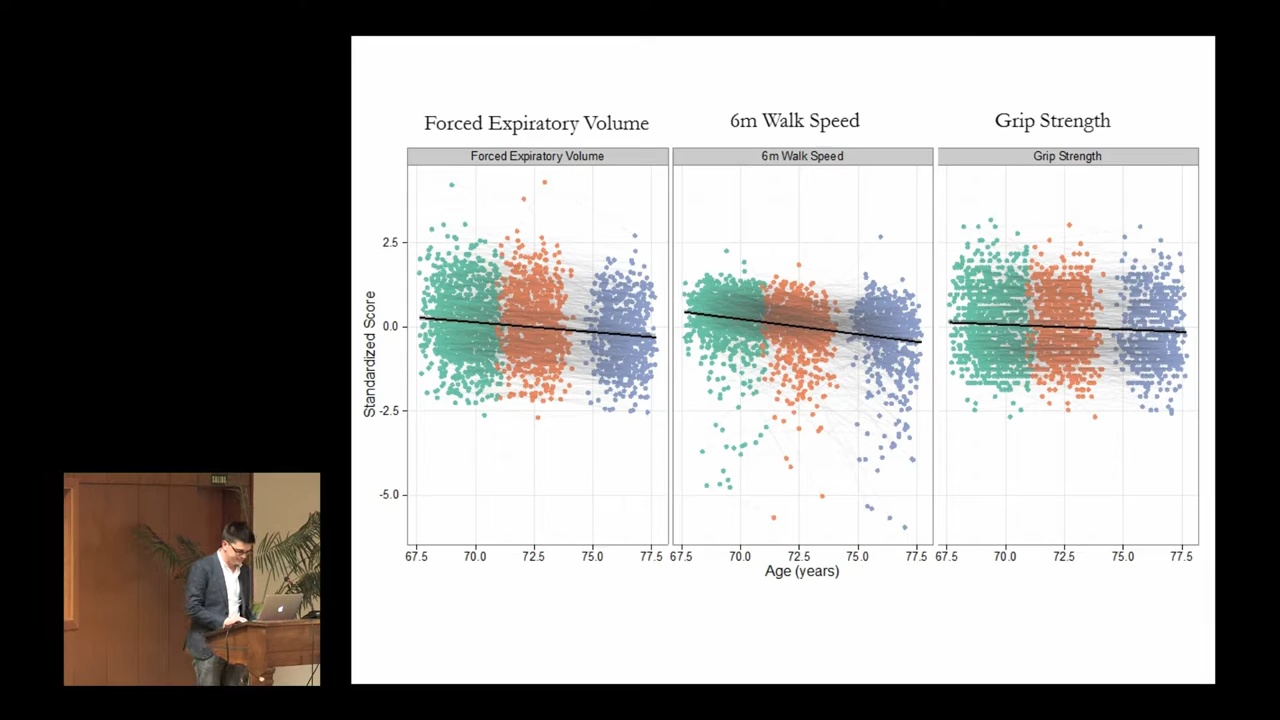 Forced Expiratory Volume
6m Walk Speed
Grip Strength
Forced Expiratory Volume
6m Walk Speed
Grip Strength
Standardized Score
2.5
0.0
-2.5
-5.0
67.5 70.0 72.5 75.0 77.5
67.5 70.0 72.5 75.0 77.5
67.5 70.0 72.5 75.0 77.5
Age (years)
SALIDA